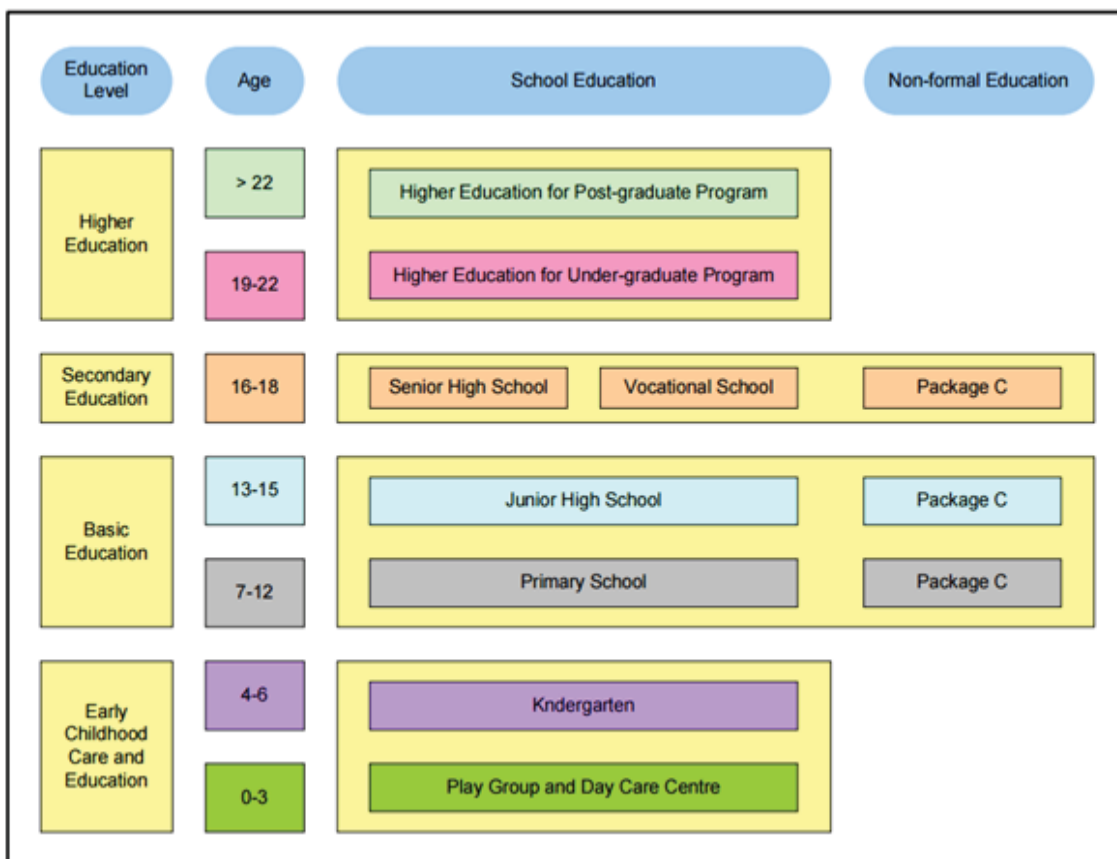 Education
Level
Age
School Education
Non-formal Education
Higher
Education
> 22
Higher Education for Post-graduate Program
19-22
Higher Education for Under-graduate Program
Secondary
Education
16-18
Senior High School
Vocational School
Package C
Basic
Education
13-15
Junior High School
Package C
7-12
Primary School
Package C
Early
Childhood
Care and
Education
4-6
Kndergarten
0-3
Play Group and Day Care Centre